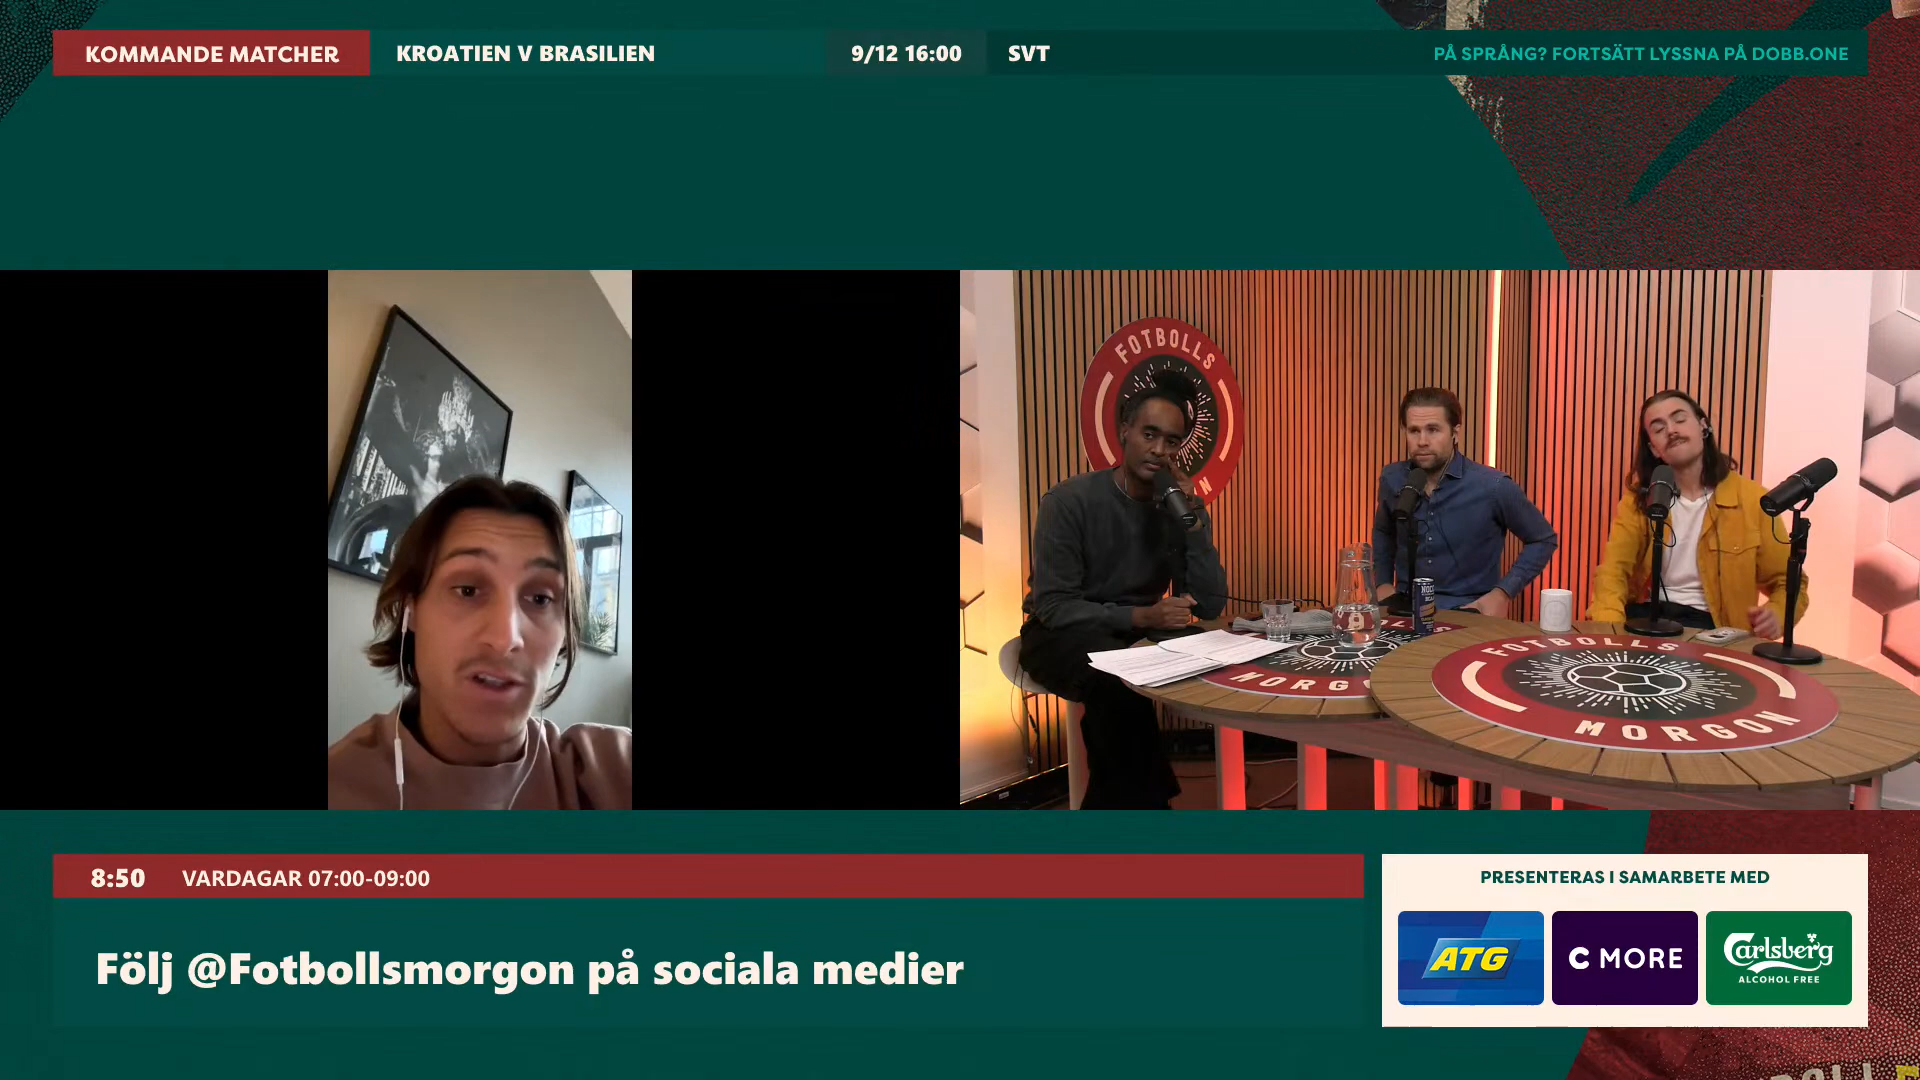 KOMMANDE MATCHER KROATIEN V BRASILIEN 9/12 16:00 SVT PÅ SPRÅNG? FORTSÄTT LYSSNA PÅ DOBB.ONE
FOTBOLLS
FOTBOLLS
MORGON
8:50 VARDAGAR 07:00-09:00
Följ @Fotbollsmorgon på sociala medier
PRESENTERAS I SAMARBETE MED
ATG
C MORE
Carlsberg
ALCOHOL FREE